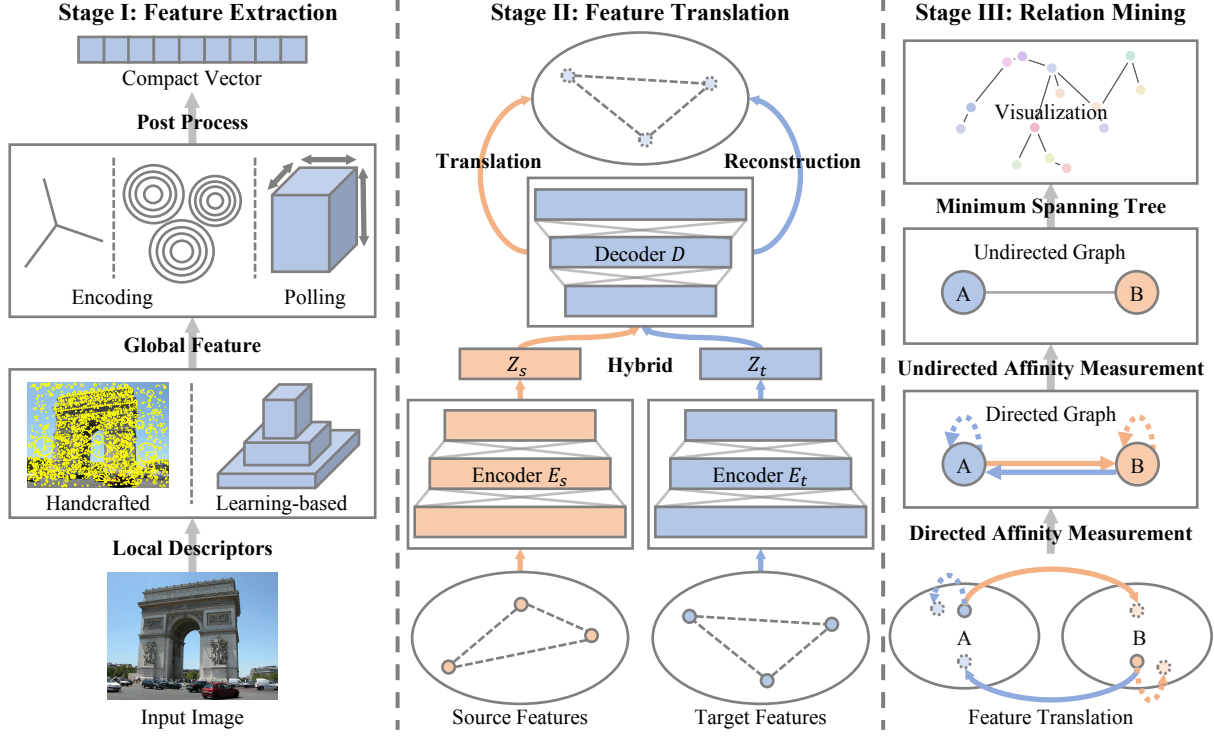 Stage I: Feature Extraction
Compact Vector
Post Process
Encoding
Polling
Global Feature
Handcrafted
Learning-based
Local Descriptors
Input Image
Stage II: Feature Translation
Translation
Reconstruction
Decoder D
Z_s
Hybrid
Z_t
Encoder E_s
Encoder E_t
Source Features
Target Features
Stage III: Relation Mining
Visualization
Minimum Spanning Tree
Undirected Graph
A
B
Undirected Affinity Measurement
Directed Graph
A
B
Directed Affinity Measurement
A
B
Feature Translation